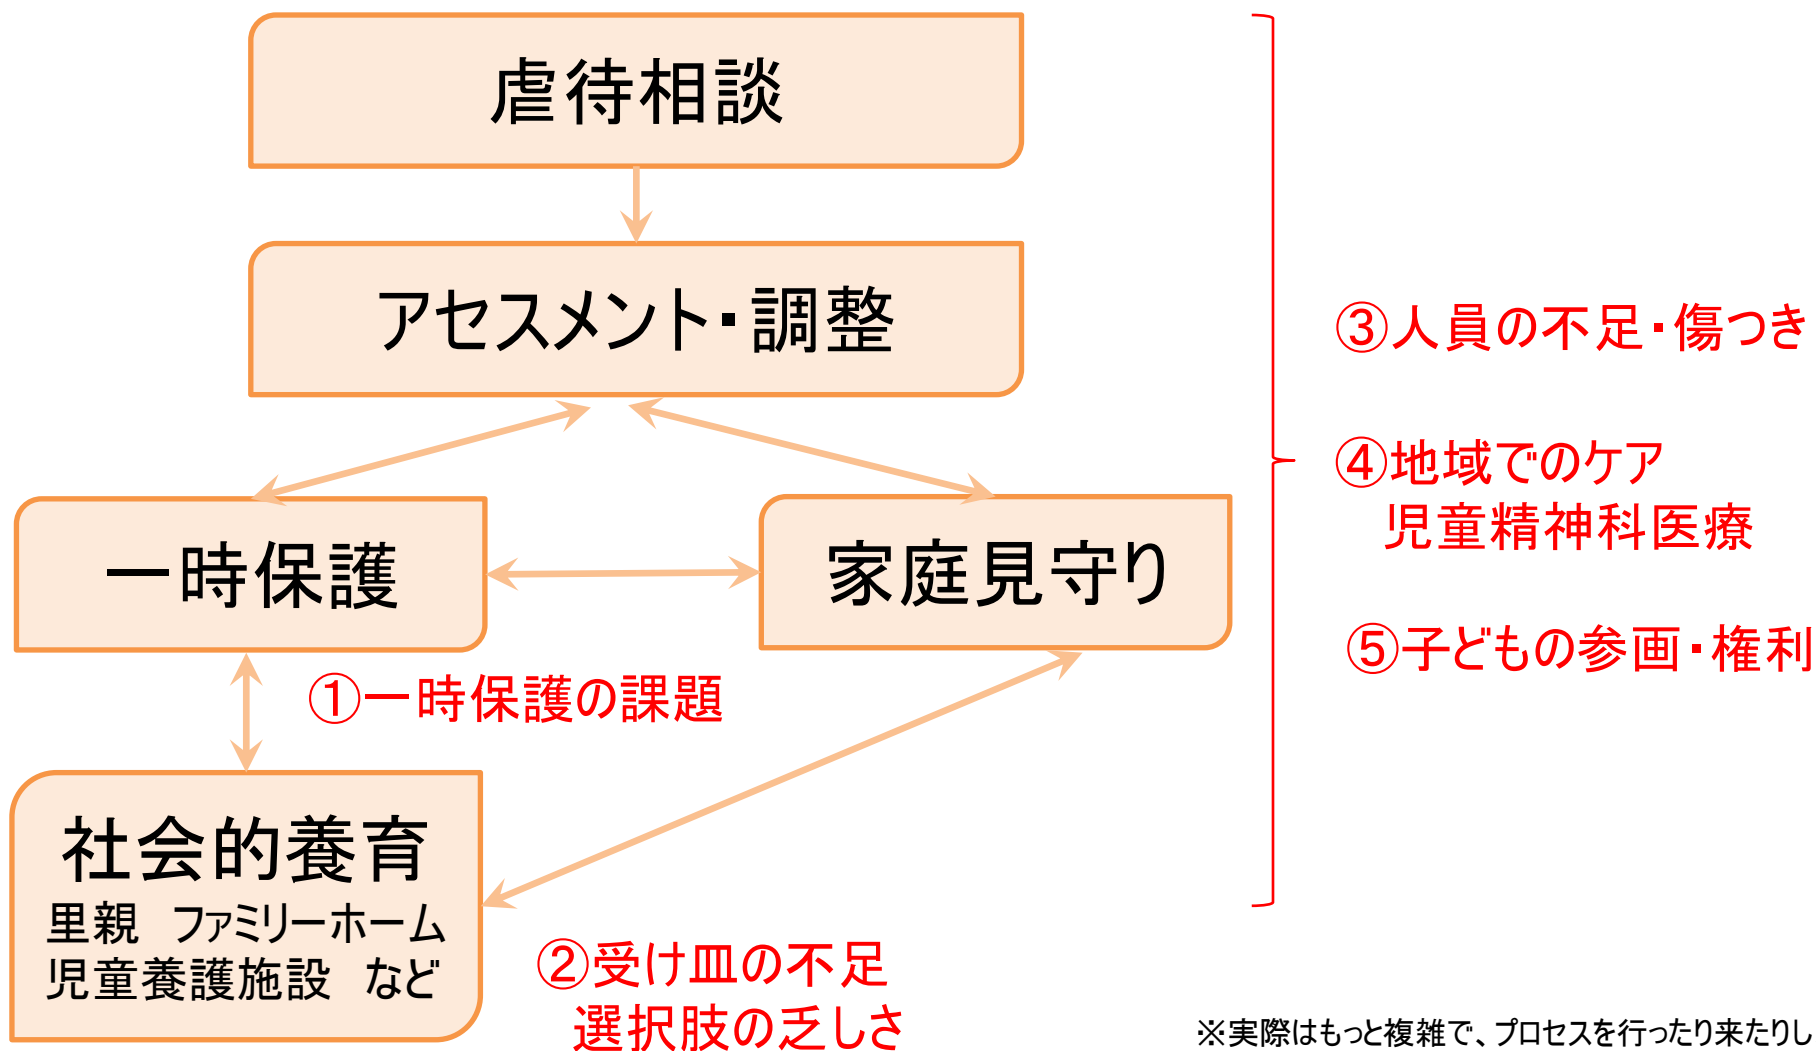 虐待相談
アセスメント・調整
一時保護
家庭見守り
①一時保護の課題
社会的養育
里親　ファミリーホーム
児童養護施設　など
②受け皿の不足
選択肢の乏しさ
③人員の不足・傷つき
④地域でのケア
児童精神科医療
⑤子どもの参画・権利
※実際はもっと複雑で、プロセスを行ったり来たりし